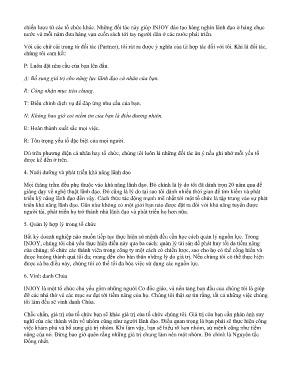 chiến lược từ các tổ chức khác. Những đối tác này giúp INJOY đào tạo hàng nghìn lãnh đạo ở hàng chục
nước và mỗi năm đưa hàng vạn cuốn sách tới tay người dân ở các nước phát triển.
Với các chữ cái trong từ đối tác (Partner), tôi rút ra được ý nghĩa của từ hợp tác đối với tôi. Khi là đối tác,
chúng tôi cam kết:
P: Luôn đặt nhu cầu của bạn lên đầu.
A: Bổ sung giá trị cho năng lực lãnh đạo cá nhân của bạn.
R: Công nhận mục tiêu chung.
T: Điều chỉnh dịch vụ để đáp ứng nhu cầu của bạn.
N: Không bao giờ coi niềm tin của bạn là điều đương nhiên.
E: Hoàn thành xuất sắc mọi việc.
R: Tôn trọng yếu tố đặc biệt của mọi người.
Dù trên phương diện cá nhân hay tổ chức, chúng tôi luôn là những đối tác ăn ý nếu ghi nhớ mỗi yếu tố
được kể đến ở trên.
4. Nuôi dưỡng và phát triển khả năng lãnh đạo
Mọi thăng trầm đều phụ thuộc vào khả năng lãnh đạo. Đó chính là lý do tôi đã dành trọn 20 năm qua để
giảng dạy về nghệ thuật lãnh đạo. Đó cũng là lý do tại sao tôi dành nhiều thời gian để tìm kiếm và phát
triển kỹ năng lãnh đạo đến vậy. Cách thức tác động mạnh mẽ nhất tới một tổ chức là tập trung vào sự phát
triển khả năng lãnh đạo. Gần như không có một giới hạn nào được đặt ra đối với khả năng tuyển được
người tài, phát triển họ trở thành nhà lãnh đạo và phát triển họ hơn nữa.
5. Quản lý hợp lý trong tổ chức
Bất kỳ doanh nghiệp nào muốn tiếp tục thực hiện sứ mệnh đều cần học cách quản lý nguồn lực. Trong
INJOY, chúng tôi chủ yếu thực hiện điều này qua ba cách: quản lý tài sản để phát huy tối đa tiềm năng
của chúng; tổ chức các thành viên trong công ty một cách có chiến lược, sao cho họ có thể cống hiến và
được hưởng thành quả tối đa; mang đến cho bản thân những lý do giá trị. Nếu chúng tôi có thể thực hiện
được cả ba điều này, chúng tôi có thể tối đa hóa việc sử dụng các nguồn lực.
6. Vinh danh Chúa
INJOY là một tổ chức chủ yếu gồm những người Cơ đốc giáo, và nền tảng ban đầu của chúng tôi là giúp
đỡ các nhà thờ và các mục sư đạt tới tiềm năng của họ. Chúng tôi thật sự tin rằng, tất cả những việc chúng
tôi làm đều sẽ vinh danh Chúa.
Chắc chắn, giá trị của tổ chức bạn sẽ khác giá trị của tổ chức chúng tôi. Giá trị của bạn cần phản ánh suy
nghĩ của các thành viên và nhóm cũng như người lãnh đạo. Điều quan trọng là bạn phải sẽ thực hiện công
việc khám phá và bổ sung giá trị nhóm. Khi làm vậy, bạn sẽ hiểu rõ hơn nhóm, sứ mệnh cũng như tiềm
năng của nó. Đừng bao giờ quên rằng những giá trị chung làm nên một nhóm. Đó chính là Nguyên tắc
Đồng nhất.